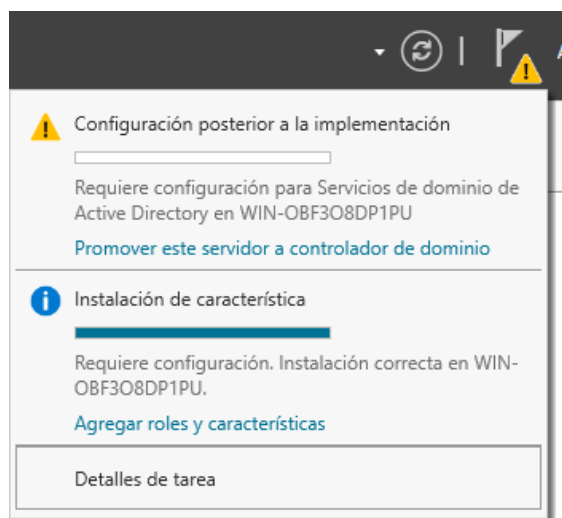 Configuración posterior a la implementación
Requiere configuración para Servicios de dominio de
Active Directory en WIN-OBF3O8DP1PU
Promover este servidor a controlador de dominio
Instalación de característica
Requiere configuración. Instalación correcta en WIN-
OBF3O8DP1PU.
Agregar roles y características
Detalles de tarea